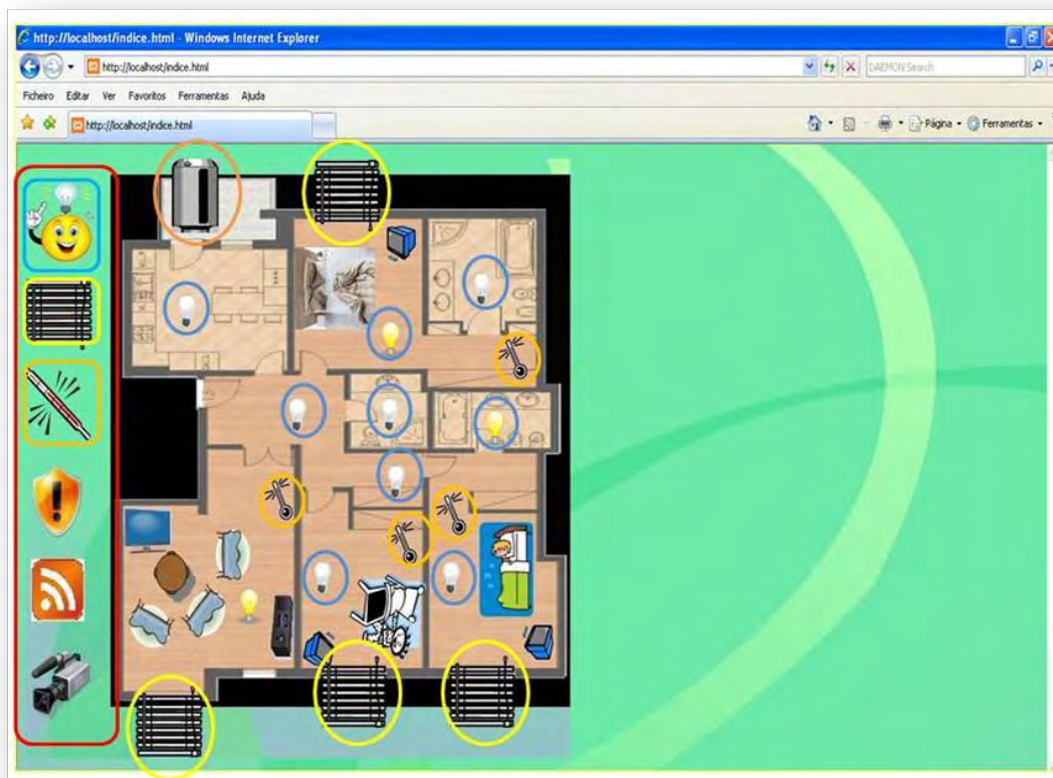 http://localhost/indice.html - Windows Internet Explorer
http://localhost/indice.html
DAEMON Search
Ficheiro Editar Ver Favoritos Ferramentas Ajuda
http://localhost/indice.html
Página
Ferramentas